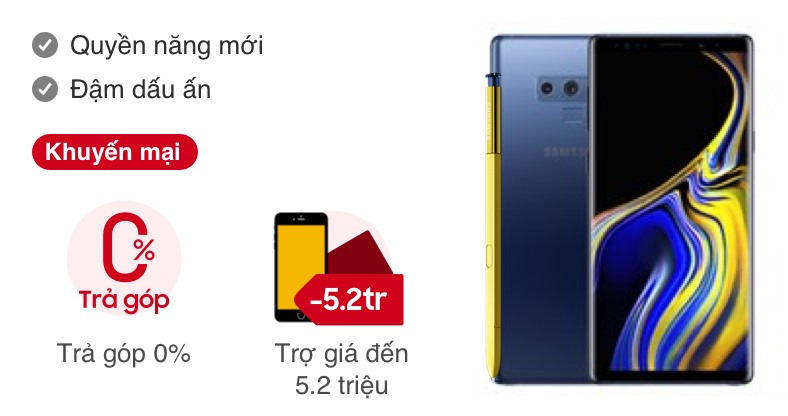 Quyền năng mới
Đậm dấu ấn
Khuyến mại
0%
Trả góp
-5.2tr
Trả góp 0%
Trợ giá đến
5.2 triệu
SAMSU